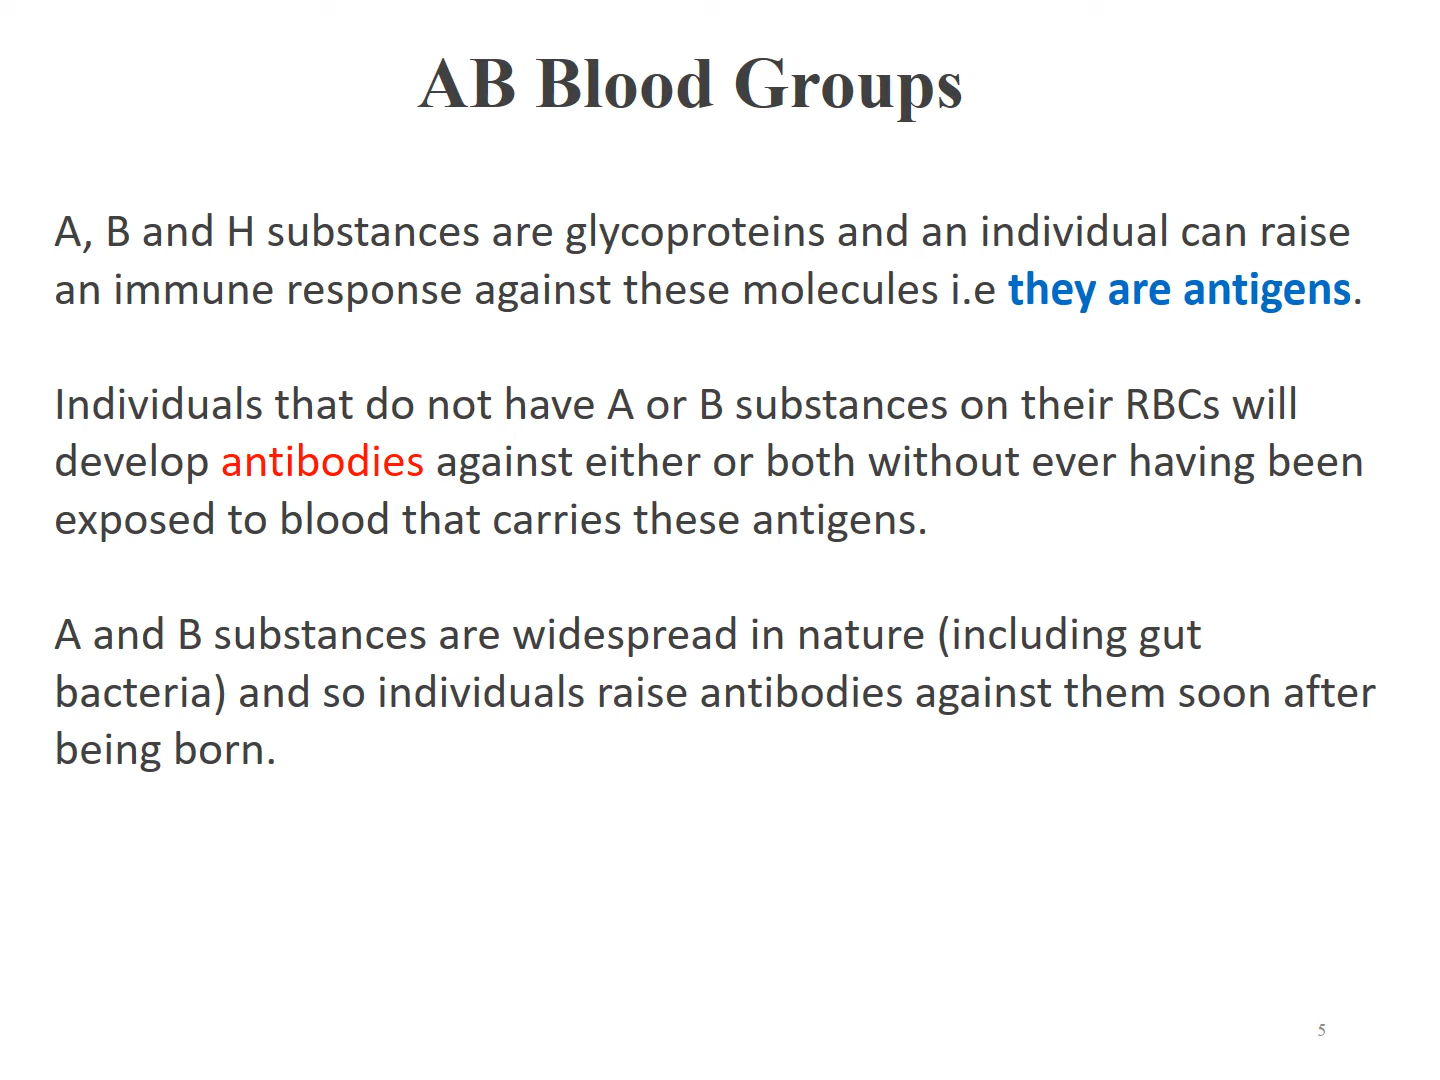 AB Blood Groups
A, B and H substances are glycoproteins and an individual can raise
an immune response against these molecules i.e they are antigens.
Individuals that do not have A or B substances on their RBCs will
develop antibodies against either or both without ever having been
exposed to blood that carries these antigens.
A and B substances are widespread in nature (including gut
bacteria) and so individuals raise antibodies against them soon after
being born.
5